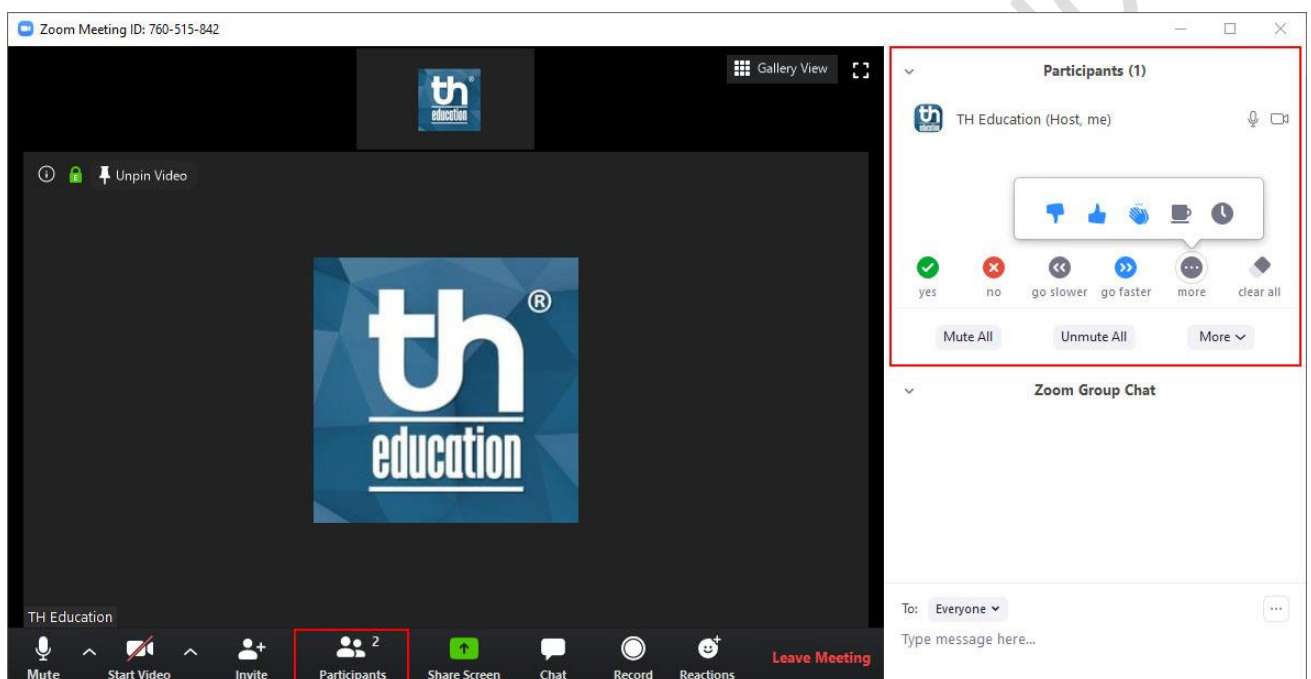 Zoom Meeting ID: 760-515-842
th®
education
Gallery View
Unpin Video
th®
education
TH Education
Mute
Start Video
Invite
Participants
2
Share Screen
Chat
Record
Reactions
Leave Meeting
Participants (1)
th
TH Education (Host, me)
yes
no
go slower
go faster
more
clear all
Mute All
Unmute All
More
Zoom Group Chat
To: Everyone
Type message here...